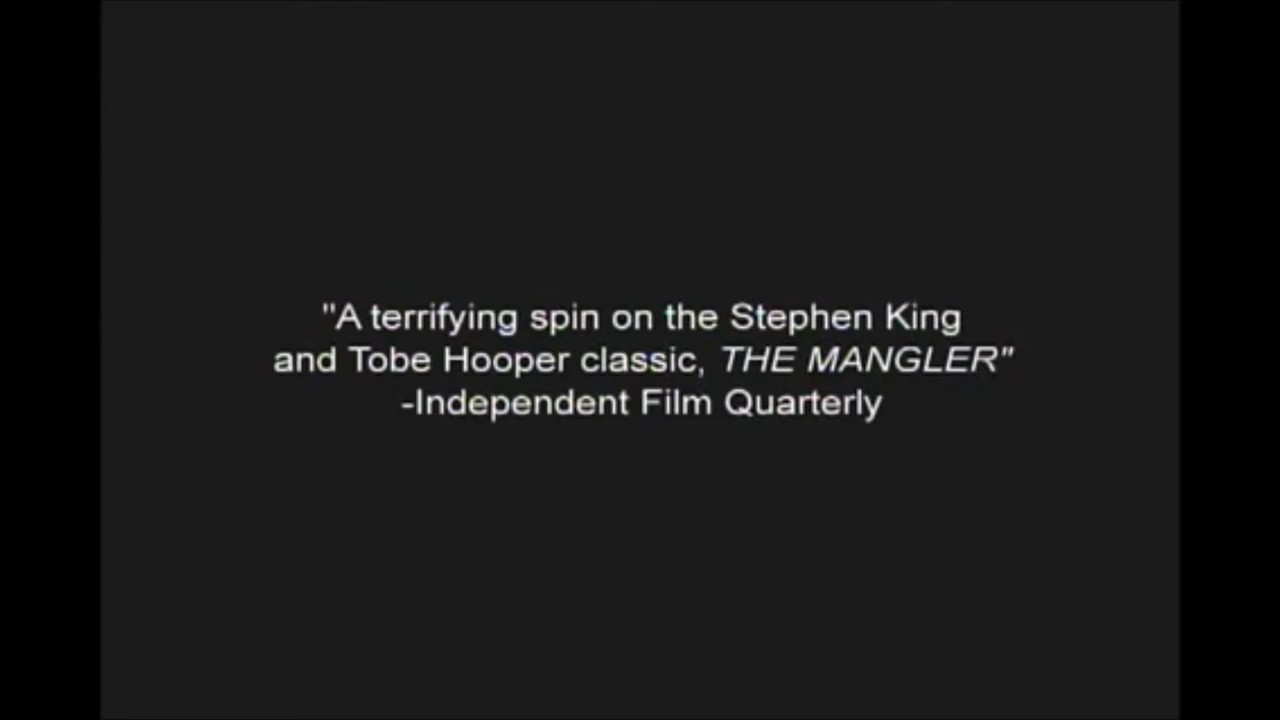 "A terrifying spin on the Stephen King
and Tobe Hooper classic, THE MANGLER"
-Independent Film Quarterly